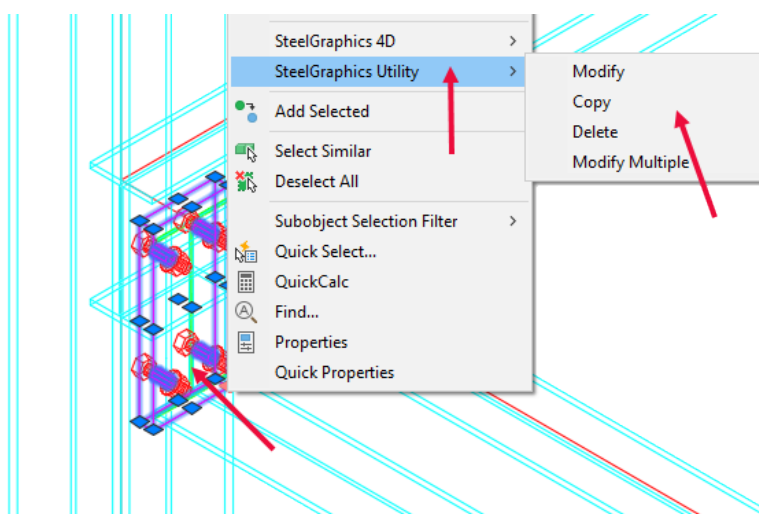 SteelGraphics 4D
SteelGraphics Utility
Add Selected
Select Similar
Deselect All
Subobject Selection Filter
Quick Select...
QuickCalc
Find...
Properties
Quick Properties
Modify
Copy
Delete
Modify Multiple